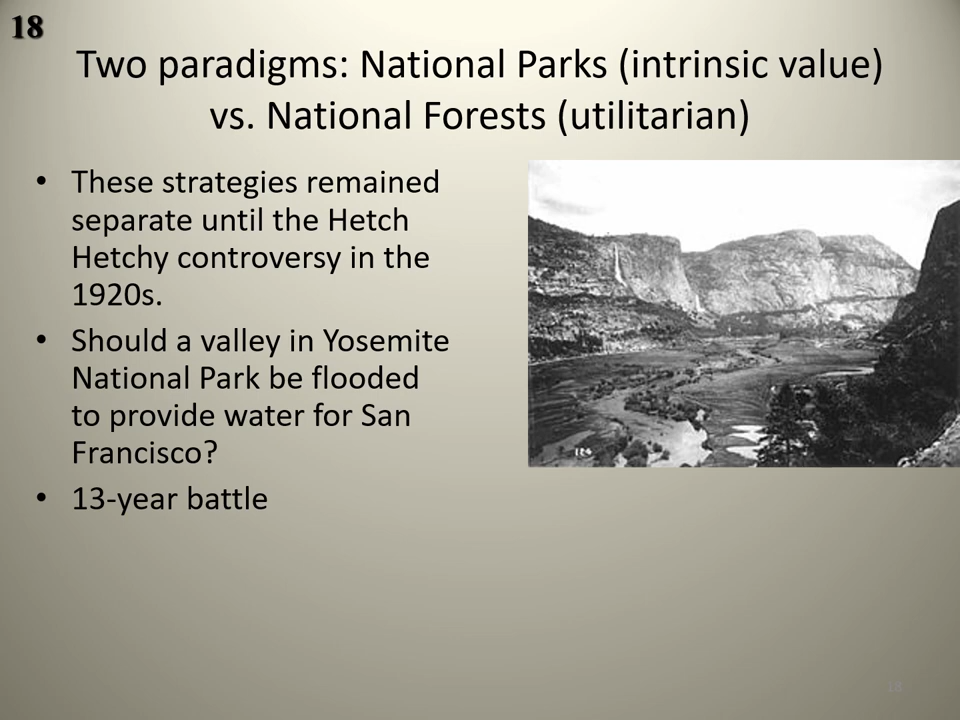 18
Two paradigms: National Parks (intrinsic value)
vs. National Forests (utilitarian)
• These strategies remained
separate until the Hetch
Hetchy controversy in the
1920s.
• Should a valley in Yosemite
National Park be flooded
to provide water for San
Francisco?
• 13-year battle
18